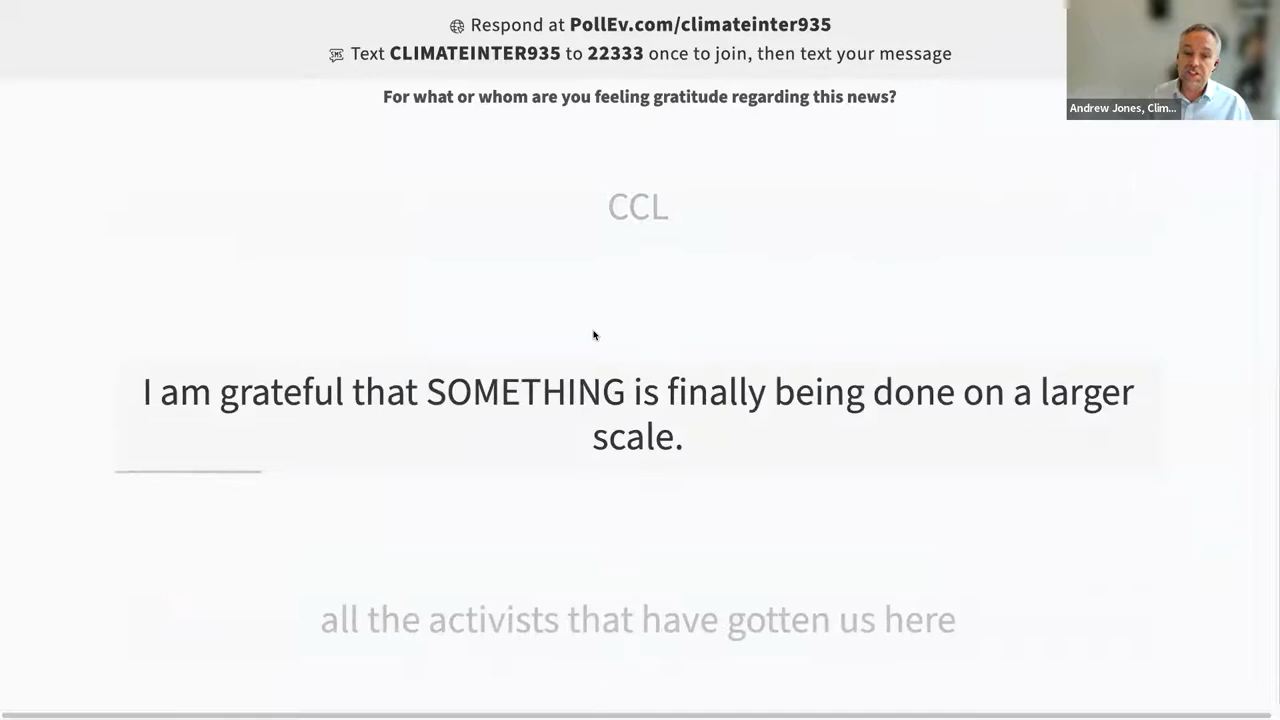 Respond at PollEv.com/climateinter935
Text CLIMATEINTER935 to 22333 once to join, then text your message
Andrew Jones, Clim...
For what or whom are you feeling gratitude regarding this news?
CCL
I am grateful that SOMETHING is finally being done on a larger
scale.
all the activists that have gotten us here